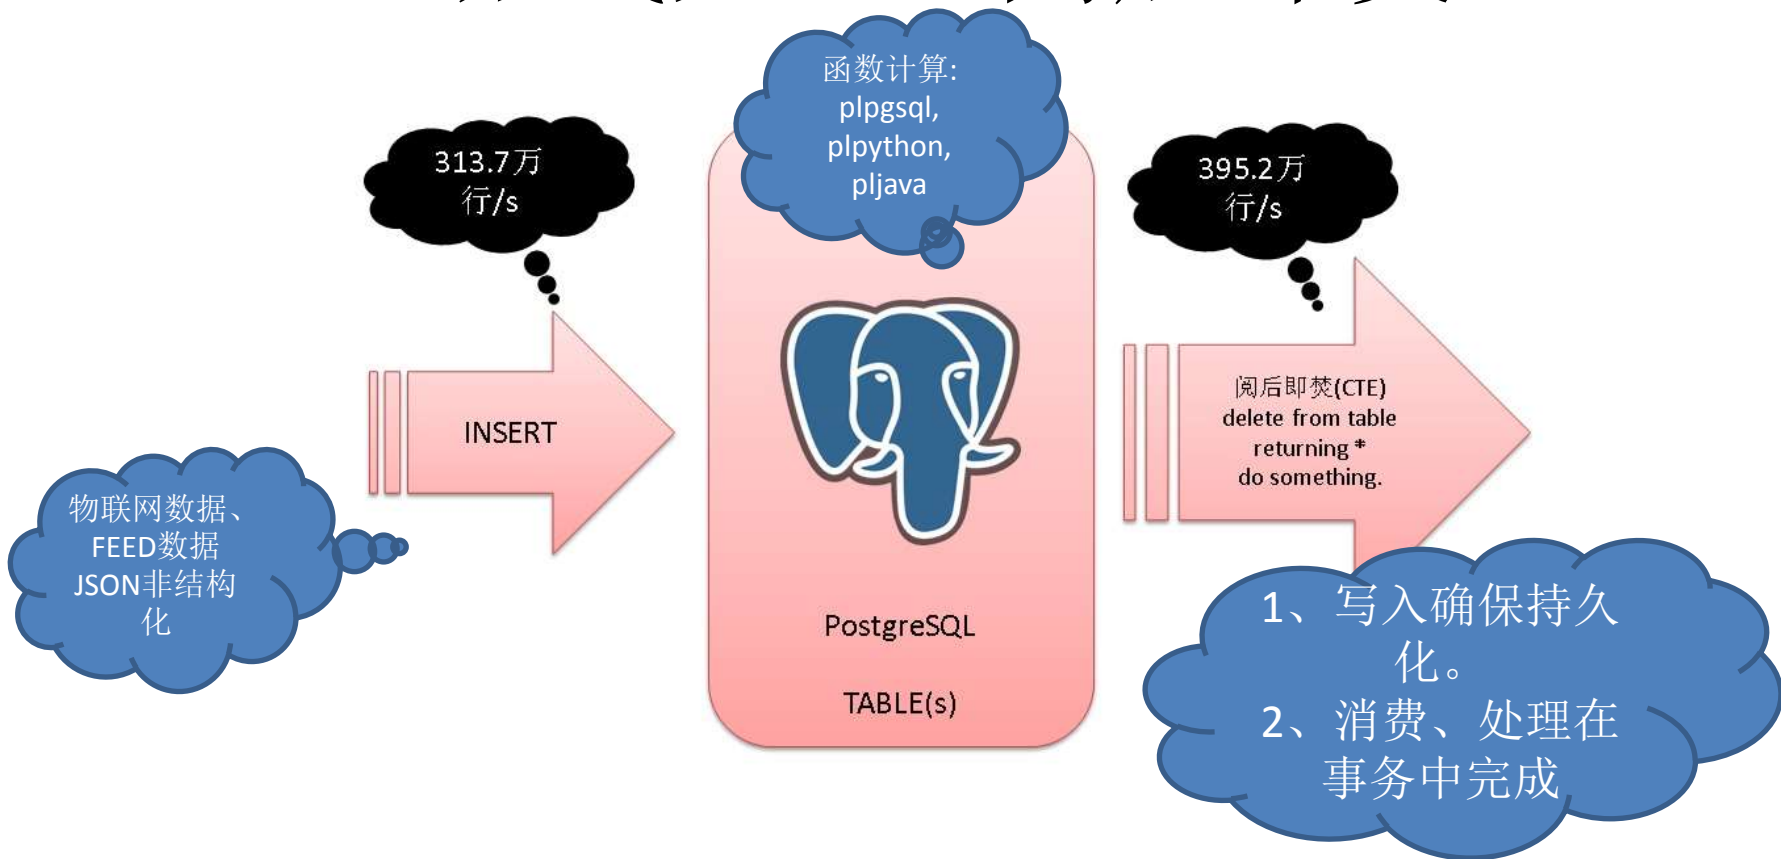 函数计算:
plpgsql,
plpython,
pljava
313.7万
行/s
395.2万
行/s
INSERT
阅后即焚(CTE)
delete from table
returning *
do something.
物联网数据、
FEED数据
JSON非结构
化
PostgreSQL
TABLE(s)
1、写入确保持久
化。
2、消费、处理在
事务中完成